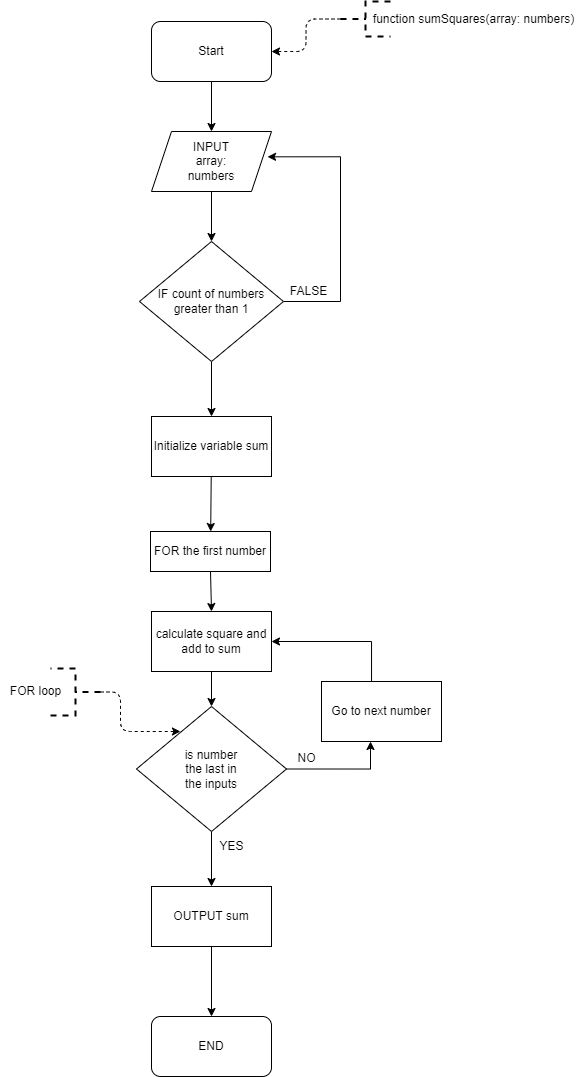 function sumSquares(array: numbers)
Start
INPUT
array:
numbers
IF count of numbers
greater than 1
FALSE
Initialize variable sum
FOR the first number
calculate square and
add to sum
FOR loop
Go to next number
is number
the last in
the inputs
NO
YES
OUTPUT sum
END